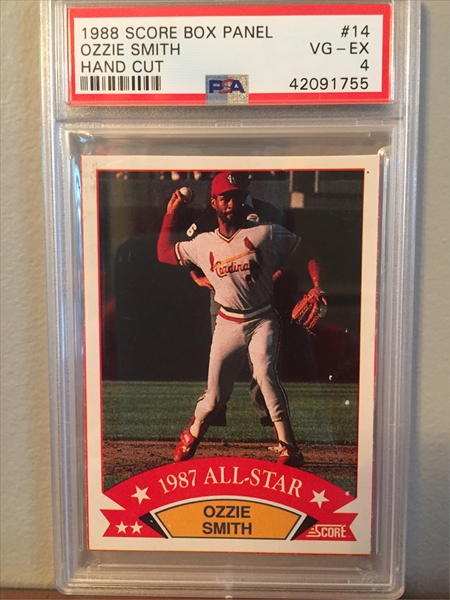 1988 SCORE BOX PANEL #14
OZZIE SMITH VG-EX
HAND CUT 4
PSA 42091755
Cardinals
1987 ALL-STAR
OZZIE
SMITH
SCORE